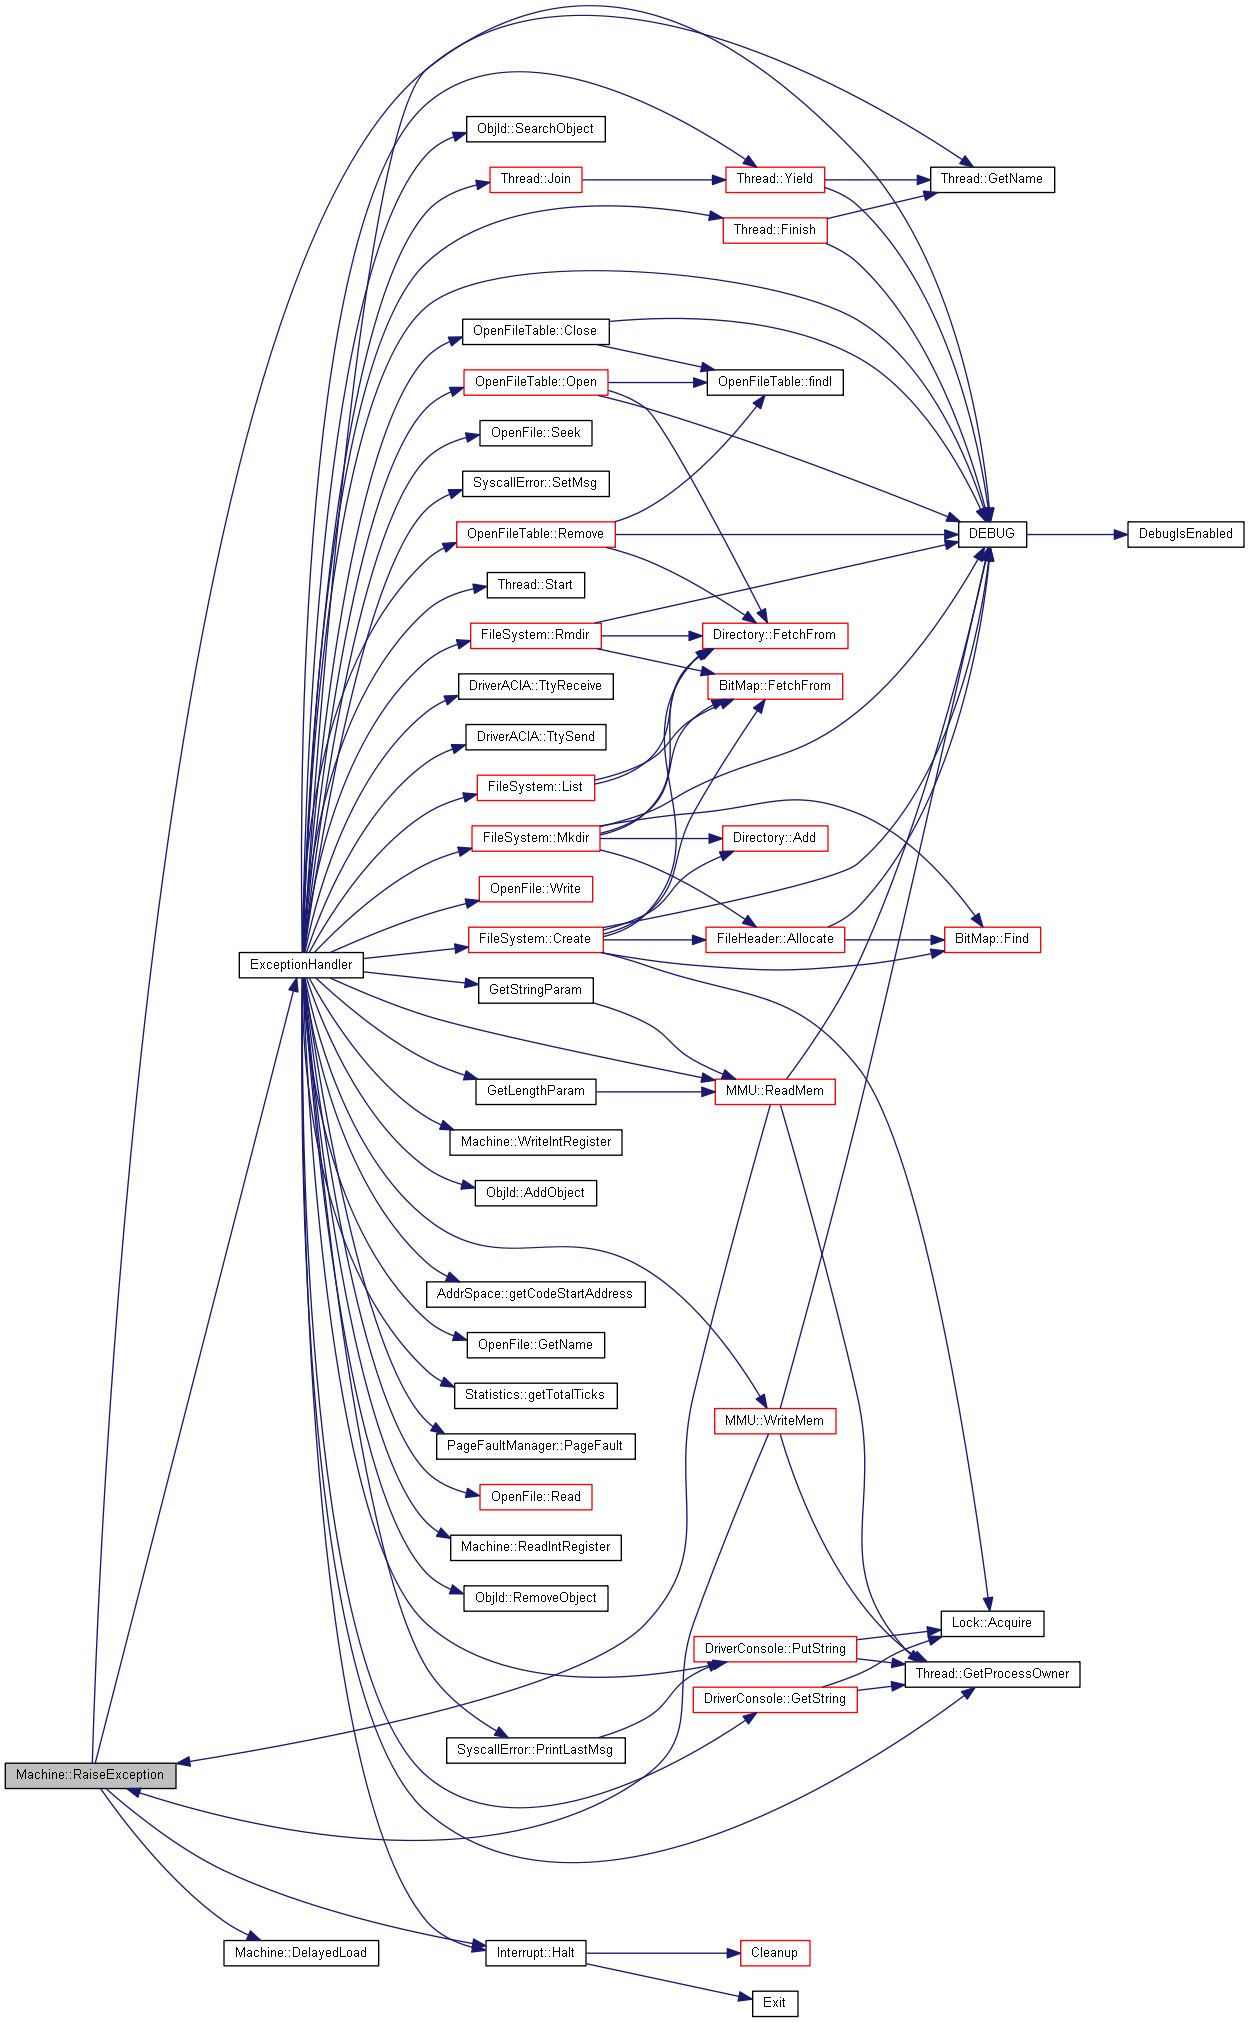 ObjId::SearchObject
Thread::Join
Thread::Yield
Thread::GetName
Thread::Finish
OpenFileTable::Close
OpenFileTable::Open
OpenFileTable::findl
OpenFile::Seek
SyscallError::SetMsg
OpenFileTable::Remove
DEBUG
DebugIsEnabled
Thread::Start
FileSystem::Rmdir
Directory::FetchFrom
DriverACIA::TtyReceive
BitMap::FetchFrom
DriverACIA::TtySend
FileSystem::List
FileSystem::Mkdir
Directory::Add
OpenFile::Write
FileSystem::Create
FileHeader::Allocate
BitMap::Find
ExceptionHandler
GetStringParam
GetLengthParam
MMU::ReadMem
Machine::WriteIntRegister
ObjId::AddObject
AddrSpace::getCodeStartAddress
OpenFile::GetName
Statistics::getTotalTicks
MMU::WriteMem
PageFaultManager::PageFault
OpenFile::Read
Machine::ReadIntRegister
ObjId::RemoveObject
Lock::Acquire
DriverConsole::PutString
Thread::GetProcessOwner
DriverConsole::GetString
SyscallError::PrintLastMsg
Machine::RaiseException
Machine::DelayedLoad
Interrupt::Halt
Cleanup
Exit